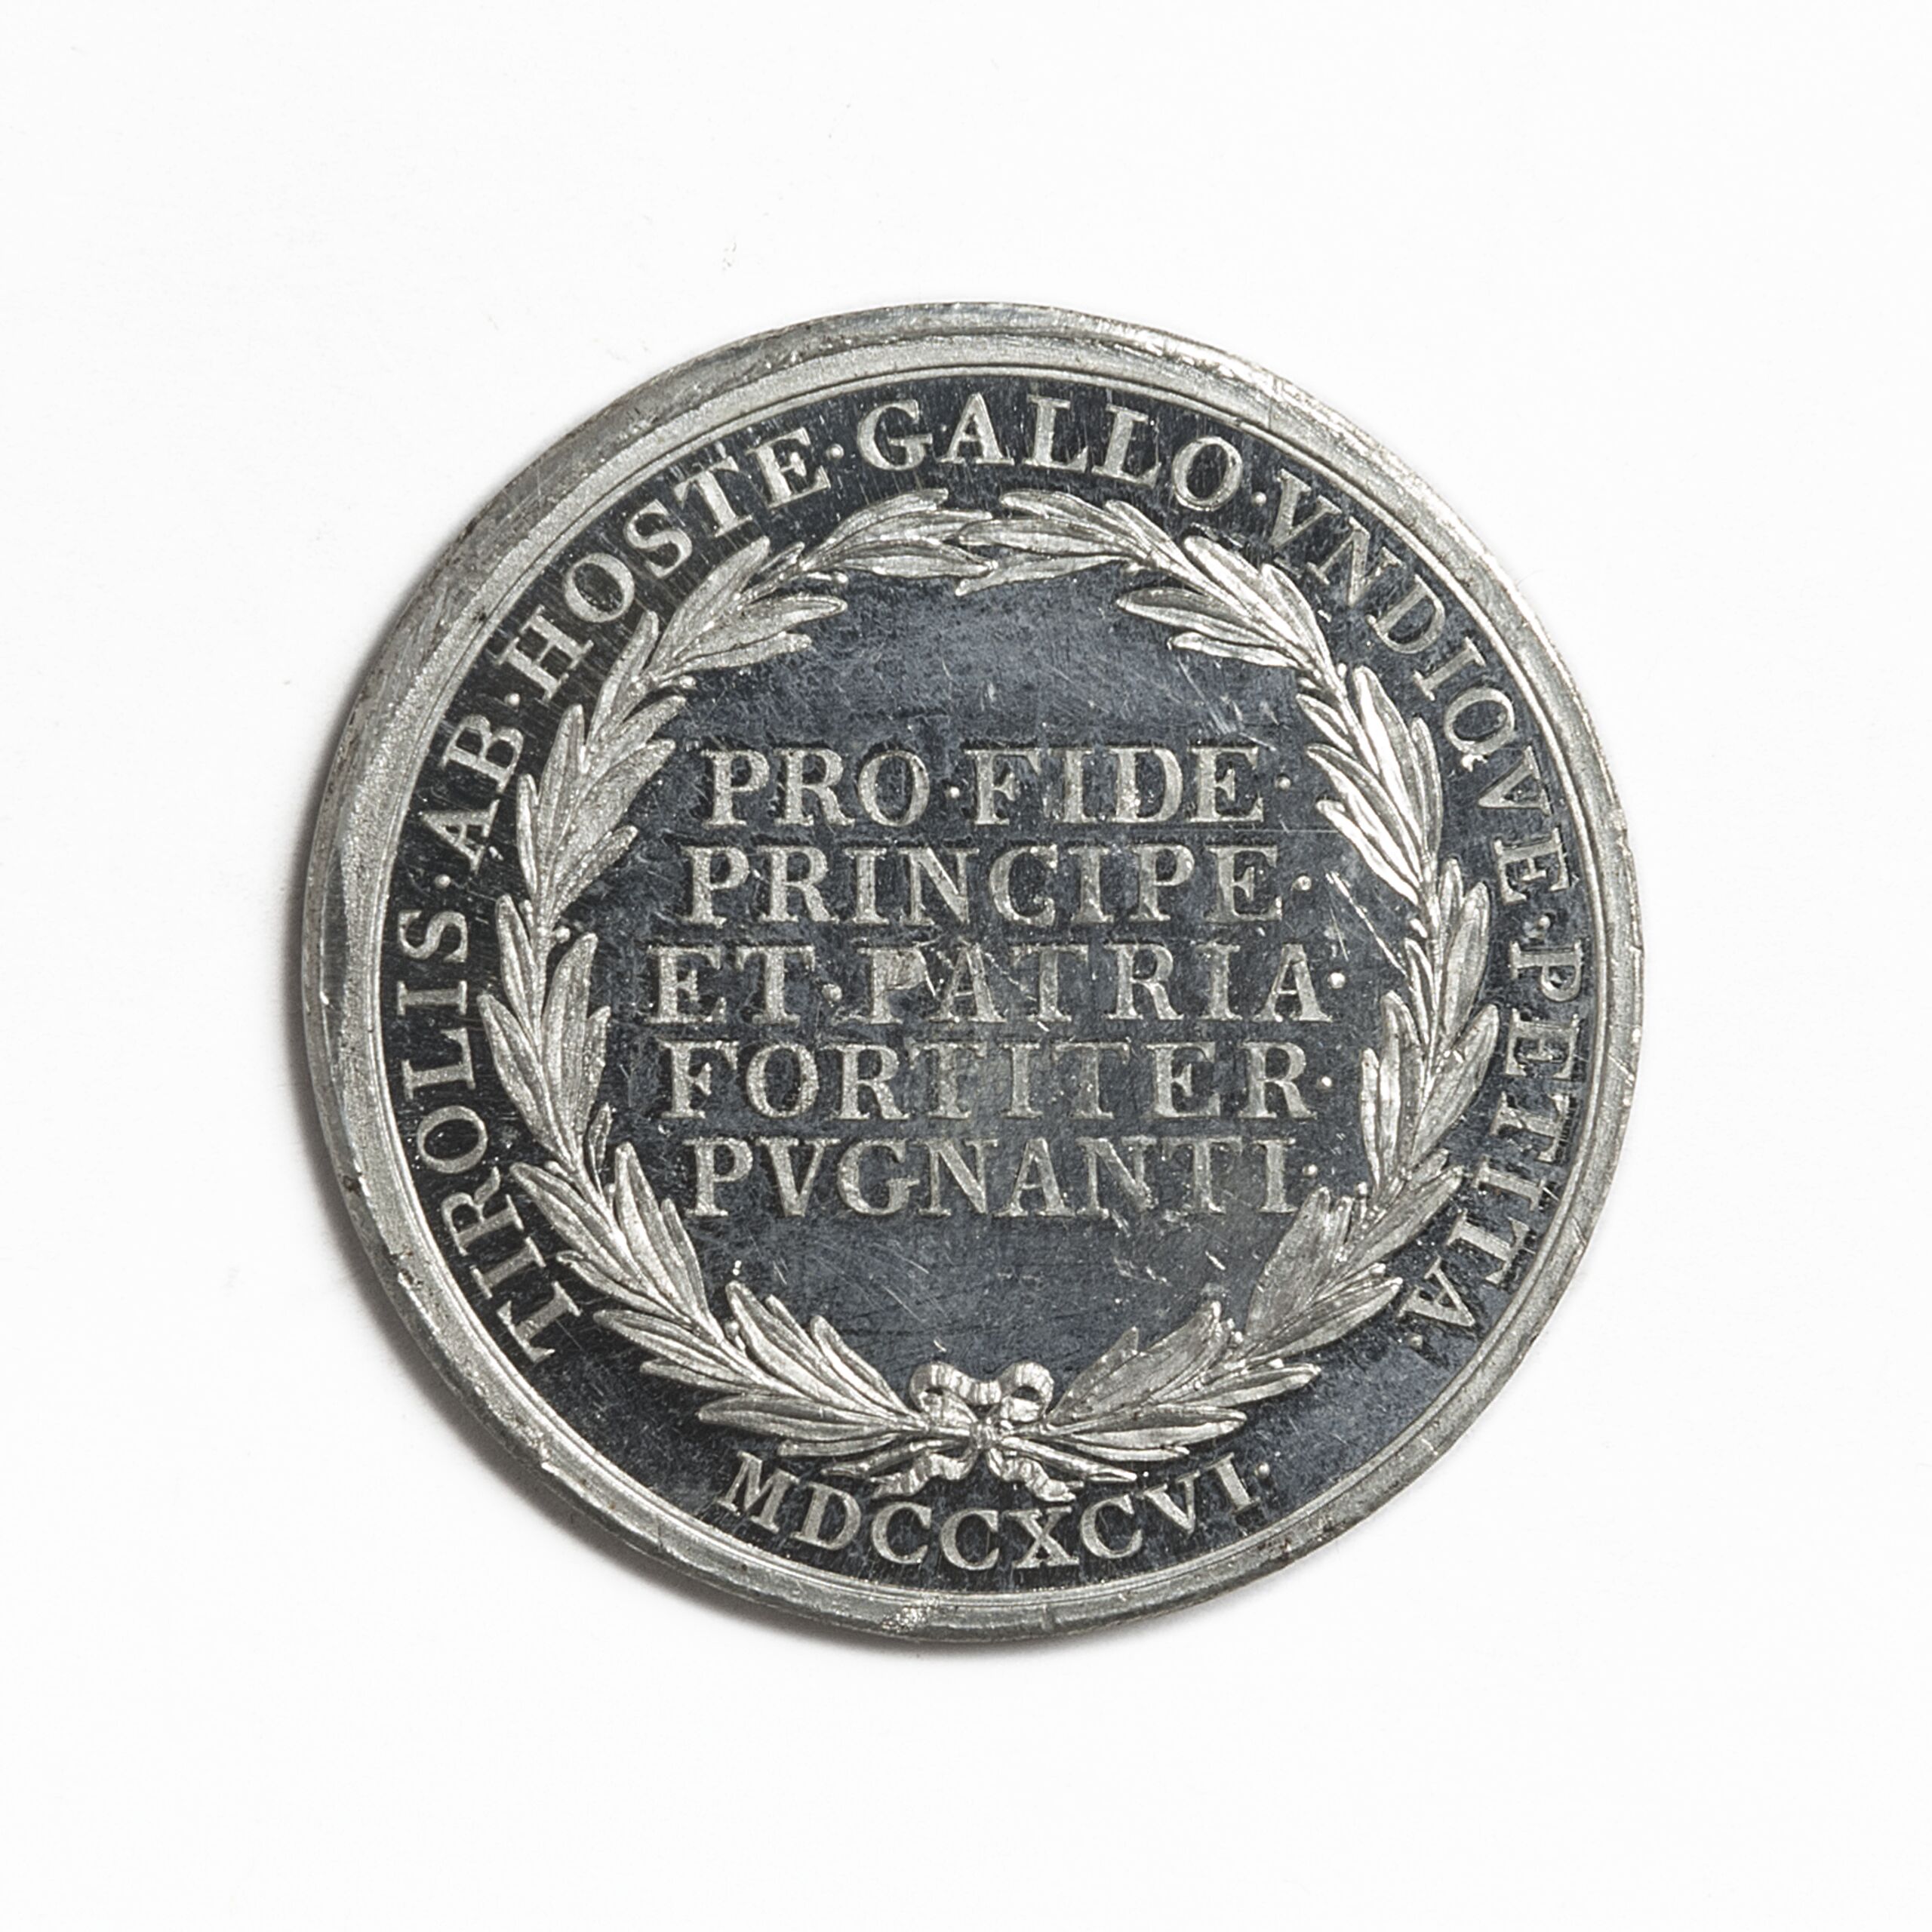 TIROLIS·AB·HOSTE·GALLO·VNDIQVE·PETITA·
PRO·FIDE·
PRINCIPE·
ET·PATRIA·
FORTITER·
PVGNANTI·
MDCCXCVI·